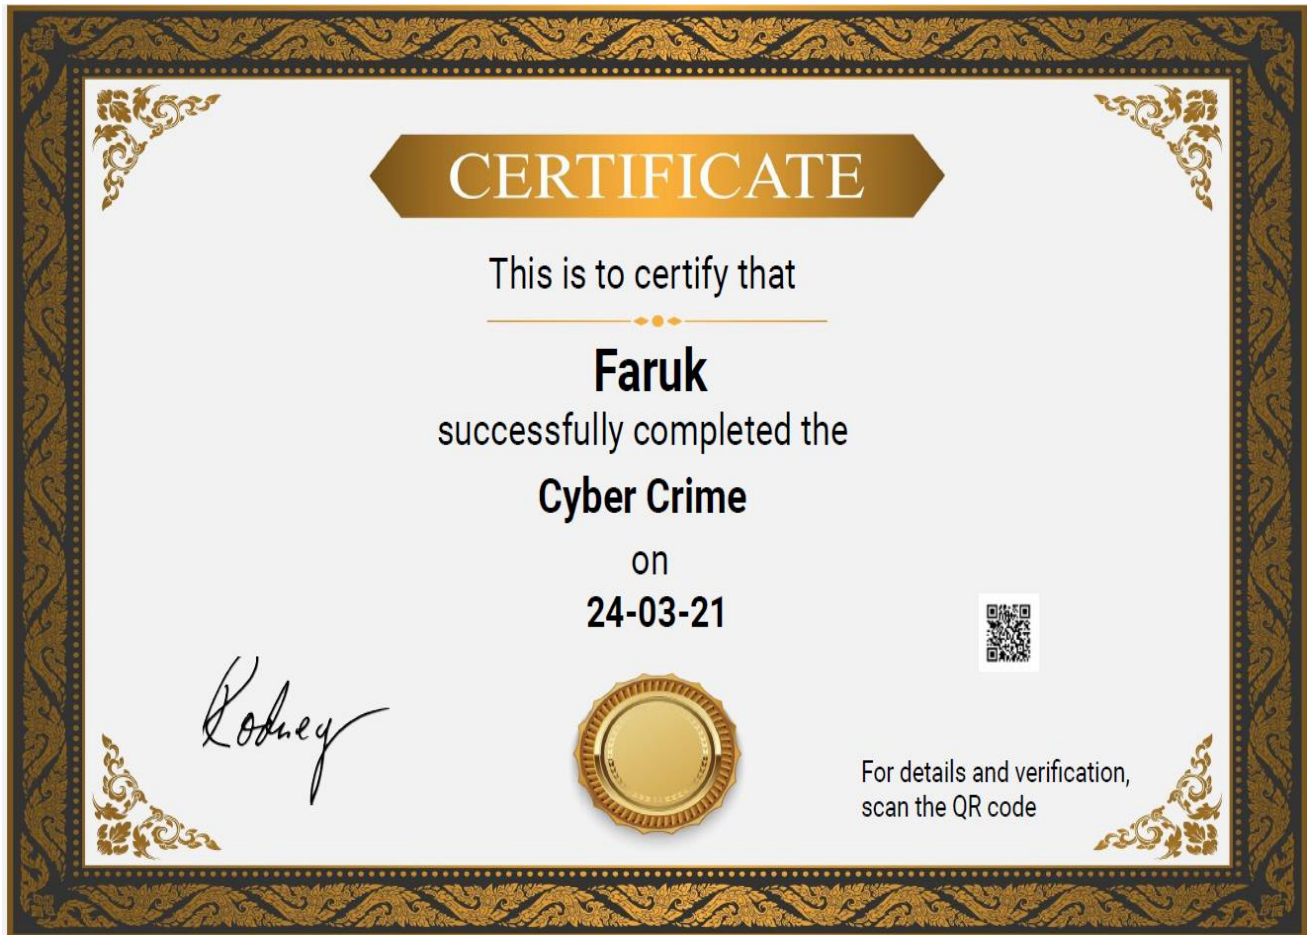 CERTIFICATE
This is to certify that
Faruk
successfully completed the
Cyber Crime
on
24-03-21
Rodney
For details and verification,
scan the QR code